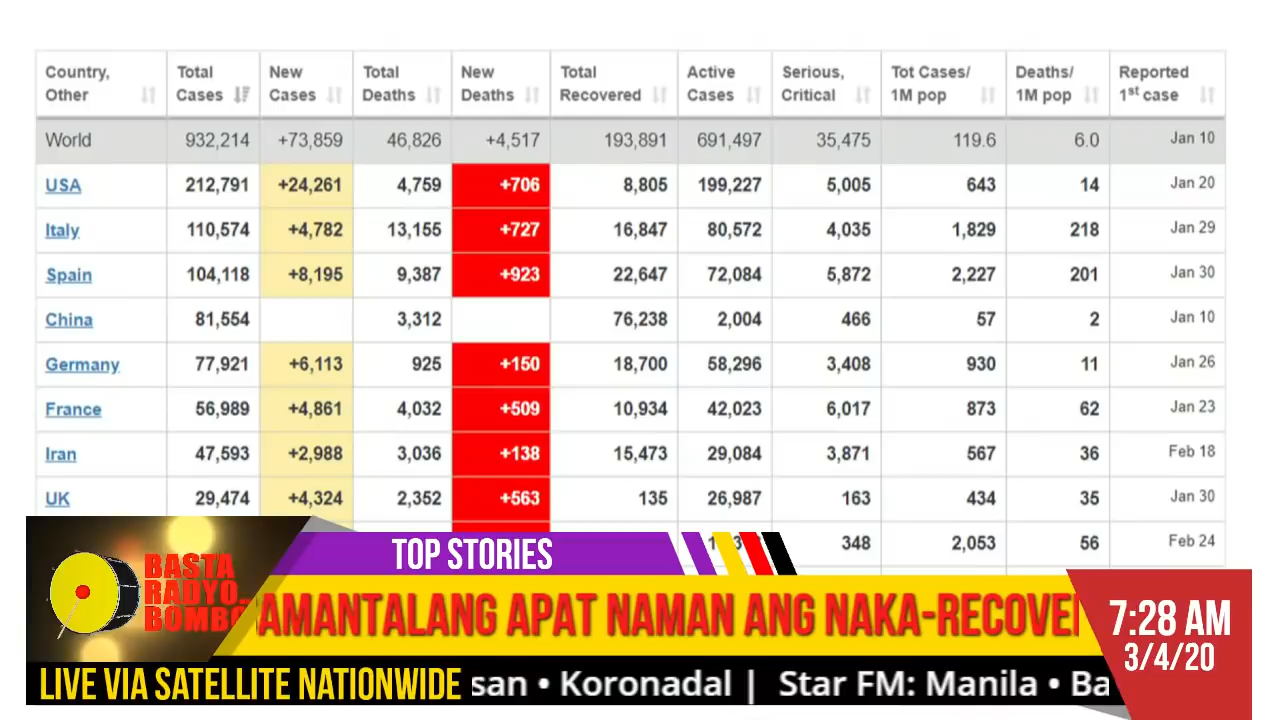 Country, Other Total Cases New Cases Total Deaths New Deaths Total Recovered Active Cases Serious, Critical Tot Cases/ 1M pop Deaths/ 1M pop Reported 1st case
World 932,214 +73,859 46,826 +4,517 193,891 691,497 35,475 119.6 6.0 Jan 10
USA 212,791 +24,261 4,759 +706 8,805 199,227 5,005 643 14 Jan 20
Italy 110,574 +4,782 13,155 +727 16,847 80,572 4,035 1,829 218 Jan 29
Spain 104,118 +8,195 9,387 +923 22,647 72,084 5,872 2,227 201 Jan 30
China 81,554 3,312 76,238 2,004 466 57 2 Jan 10
Germany 77,921 +6,113 925 +150 18,700 58,296 3,408 930 11 Jan 26
France 56,989 +4,861 4,032 +509 10,934 42,023 6,017 873 62 Jan 23
Iran 47,593 +2,988 3,036 +138 15,473 29,084 3,871 567 36 Feb 18
UK 29,474 +4,324 2,352 +563 135 26,987 163 434 35 Jan 30
348 2,053 56 Feb 24
TOP STORIES
BASTA
RADYO..
BOMBO
AMANTALANG APAT NAMAN ANG NAKA-RECOVE
7:28 AM
3/4/20
LIVE VIA SATELLITE NATIONWIDE san • Koronadal | Star FM: Manila • Ba